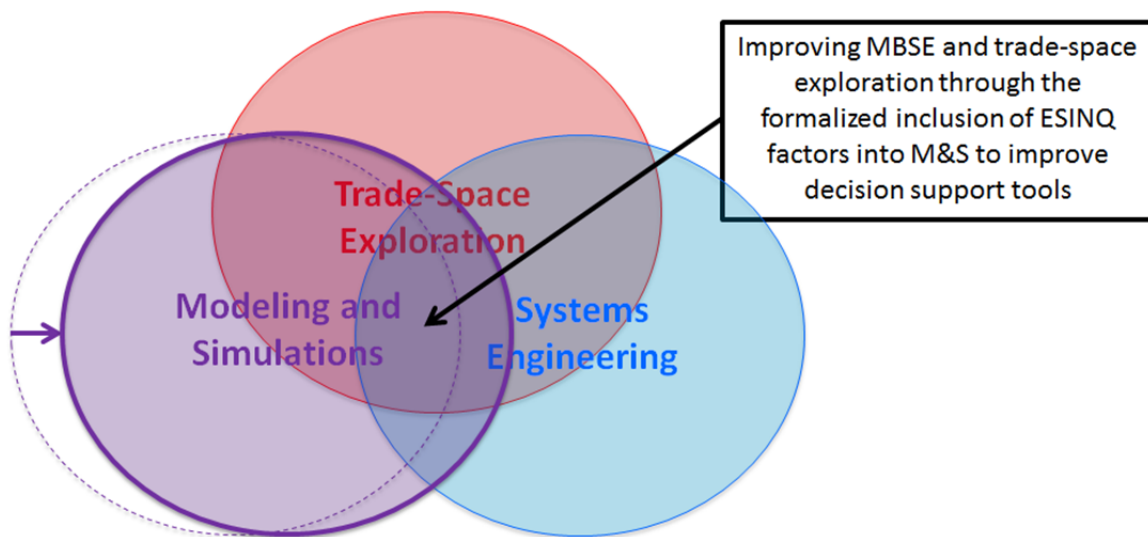 Improving MBSE and trade-space
exploration through the
formalized inclusion of ESINQ
factors into M&S to improve
decision support tools
Trade-Space
Exploration
Modeling and
Simulations
Systems
Engineering